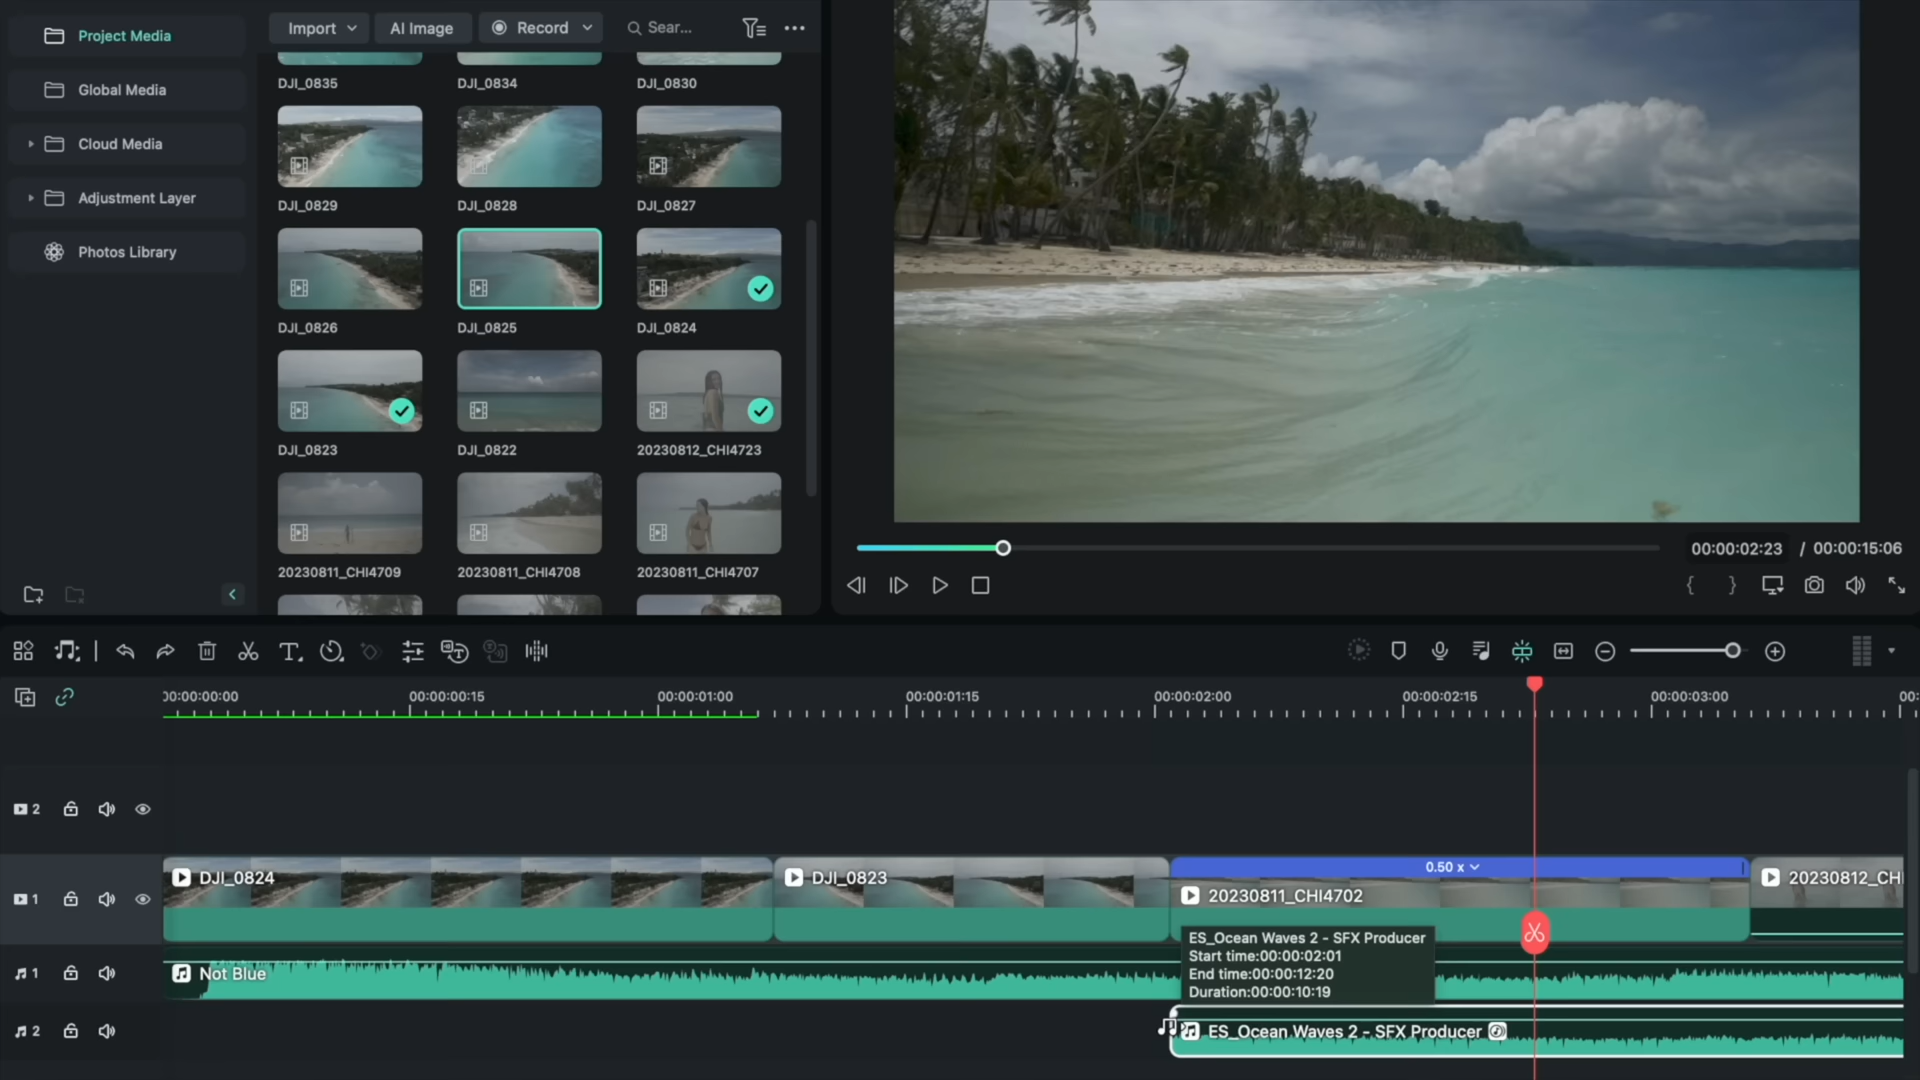 Project Media
Import
AI Image
Record
Sear...
Global Media
Cloud Media
Adjustment Layer
Photos Library
DJI_0835
DJI_0834
DJI_0830
DJI_0829
DJI_0828
DJI_0827
DJI_0826
DJI_0825
DJI_0824
DJI_0823
DJI_0822
20230812_CHI4723
20230811_CHI4709
20230811_CHI4708
20230811_CHI4707
00:00:02:23 / 00:00:15:06
00:00:00:00
00:00:00:15
00:00:01:00
00:00:01:15
00:00:02:00
00:00:02:15
00:00:03:00
00:
2
1
DJI_0824
DJI_0823
0.50 x
20230811_CHI4702
20230812_CHI
ES_Ocean Waves 2 - SFX Producer
Start time:00:00:02:01
End time:00:00:12:20
Duration:00:00:10:19
1
Not Blue
2
ES_Ocean Waves 2 - SFX Producer